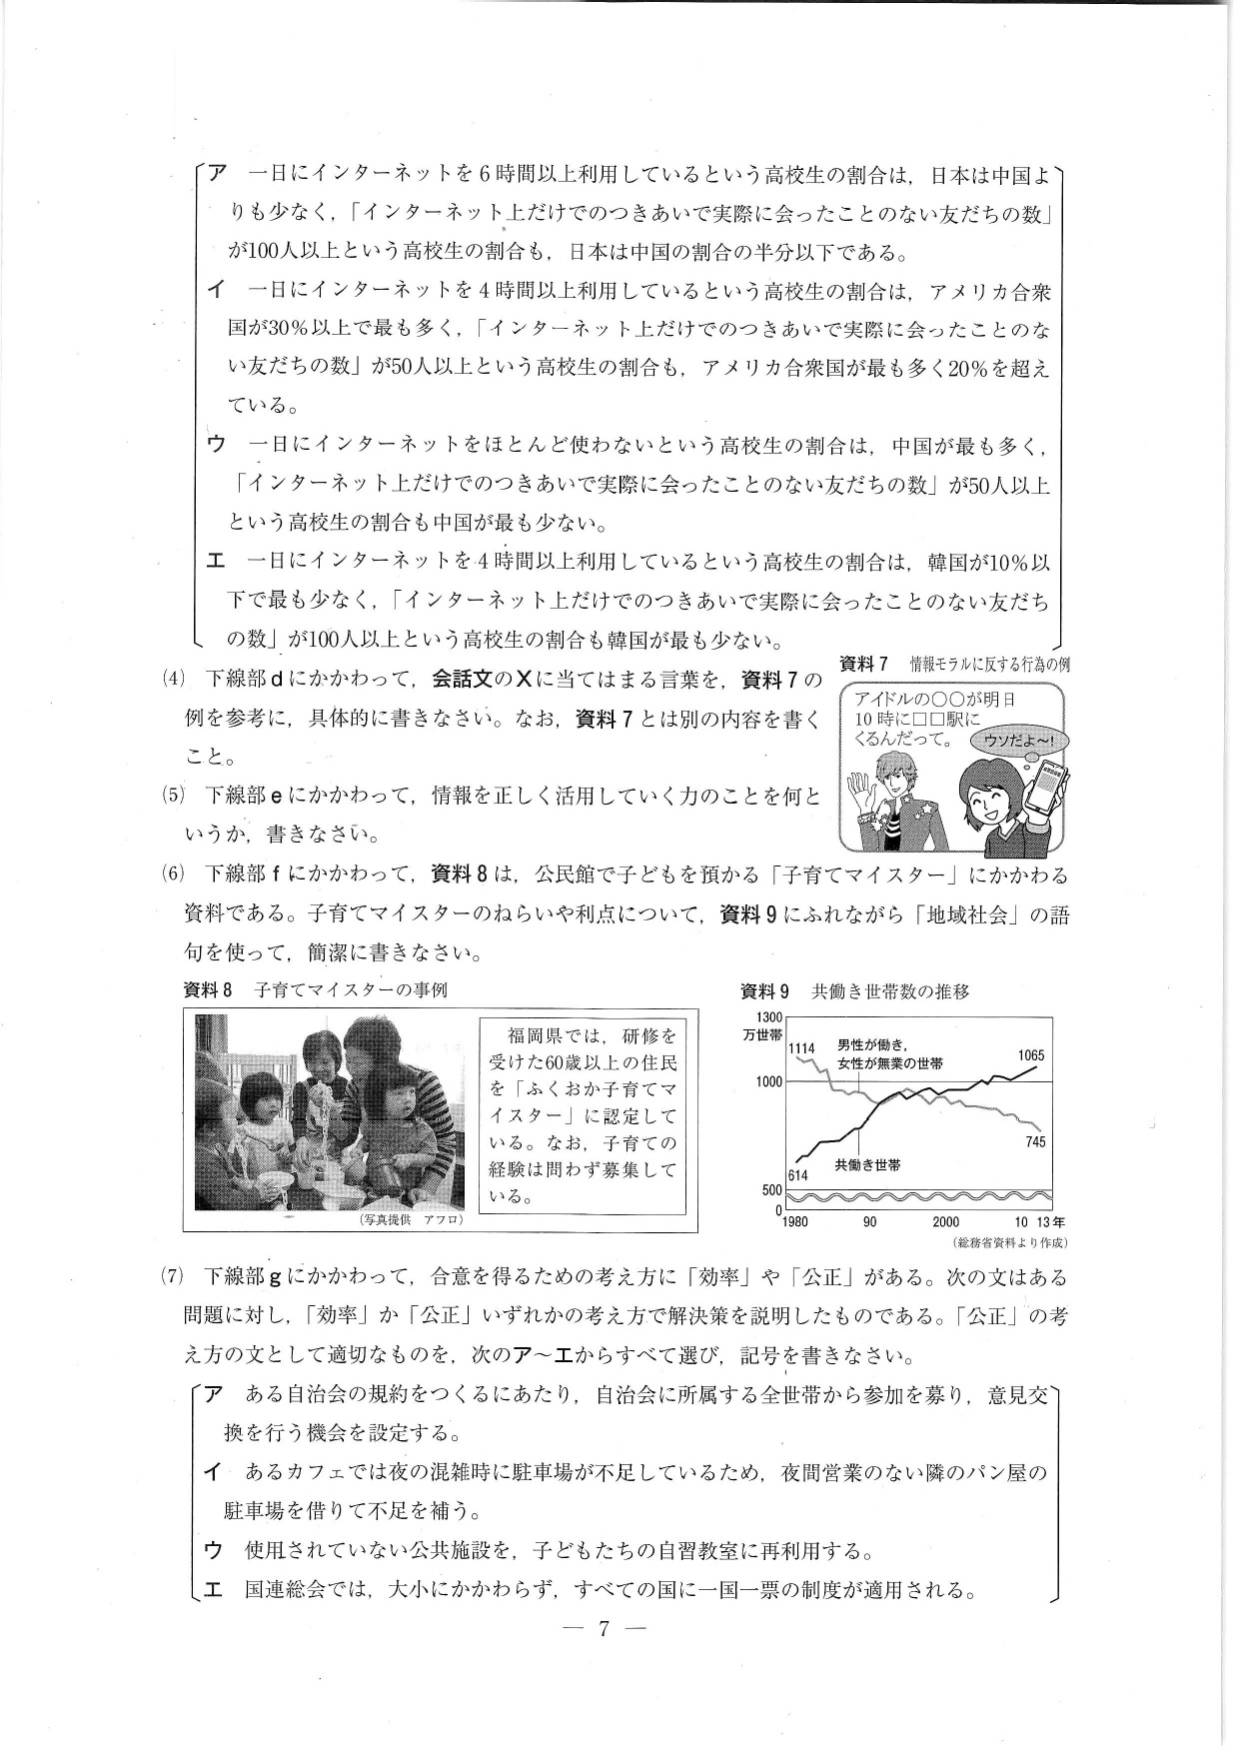 ア　一日にインターネットを6時間以上利用しているという高校生の割合は，日本は中国よ
りも少なく，「インターネット上だけでのつきあいで実際に会ったことのない友だちの数」
が100人以上という高校生の割合も，日本は中国の割合の半分以下である。
イ　一日にインターネットを4時間以上利用しているという高校生の割合は，アメリカ合衆
国が30％以上で最も多く，「インターネット上だけでのつきあいで実際に会ったことのな
い友だちの数」が50人以上という高校生の割合も，アメリカ合衆国が最も多く20％を超え
ている。
ウ　一日にインターネットをほとんど使わないという高校生の割合は，中国が最も多く，
「インターネット上だけでのつきあいで実際に会ったことのない友だちの数」が50人以上
という高校生の割合も中国が最も少ない。
エ　一日にインターネットを4時間以上利用しているという高校生の割合は，韓国が10％以
下で最も少なく，「インターネット上だけでのつきあいで実際に会ったことのない友だち
の数」が100人以上という高校生の割合も韓国が最も少ない。
(4)　下線部dにかかわって，会話文のXに当てはまる言葉を，資料7の
例を参考に，具体的に書きなさい。なお，資料7とは別の内容を書く
こと。
資料7　情報モラルに反する行為の例
アイドルの〇〇が明日
10時に□□駅に
くるんだって。
ウソだよ～！
(5)　下線部eにかかわって，情報を正しく活用していく力のことを何と
いうか，書きなさい。
(6)　下線部fにかかわって，資料8は，公民館で子どもを預かる「子育てマイスター」にかかわる
資料である。子育てマイスターのねらいや利点について，資料9にふれながら「地域社会」の語
句を使って，簡潔に書きなさい。
資料8　子育てマイスターの事例
福岡県では，研修を
受けた60歳以上の住民
を「ふくおか子育てマ
イスター」に認定して
いる。なお，子育ての
経験は問わず募集して
いる。
（写真提供　アフロ）
資料9　共働き世帯数の推移
1300
万世帯
1114
男性が働き，
女性が無業の世帯
1065
1000
745
共働き世帯
614
500
0
1980　90　2000　10　13年
（総務省資料より作成）
(7)　下線部gにかかわって，合意を得るための考え方に「効率」や「公正」がある。次の文はある
問題に対し，「効率」か「公正」いずれかの考え方で解決策を説明したものである。「公正」の考
え方の文として適切なものを，次のア～エからすべて選び，記号を書きなさい。
ア　ある自治会の規約をつくるにあたり，自治会に所属する全世帯から参加を募り，意見交
換を行う機会を設定する。
イ　あるカフェでは夜の混雑時に駐車場が不足しているため，夜間営業のない隣のパン屋の
駐車場を借りて不足を補う。
ウ　使用されていない公共施設を，子どもたちの自習教室に再利用する。
エ　国連総会では，大小にかかわらず，すべての国に一国一票の制度が適用される。
― 7 ―